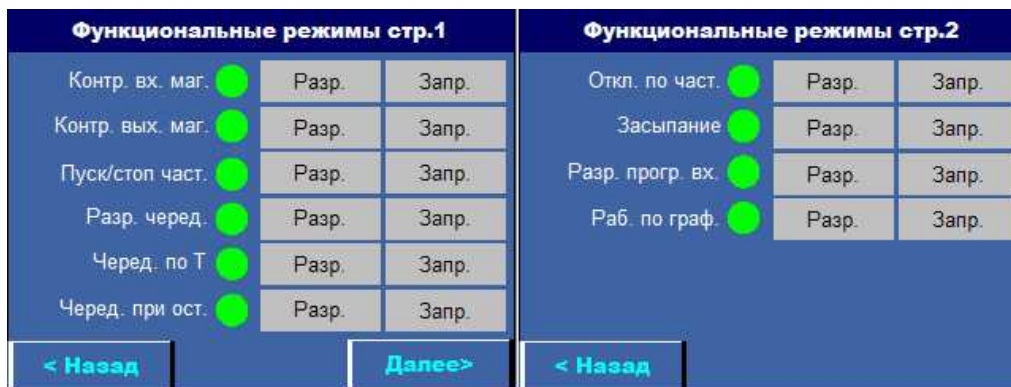 Функциональные режимы стр.1
Контр. вх. маг. Разр. Запр.
Контр. вых. маг. Разр. Запр.
Пуск/стоп част. Разр. Запр.
Разр. черед. Разр. Запр.
Черед. по Т Разр. Запр.
Черед. при ост. Разр. Запр.
< Назад Далее>
Функциональные режимы стр.2
Откл. по част. Разр. Запр.
Засыпание Разр. Запр.
Разр. прогр. вх. Разр. Запр.
Раб. по граф. Разр. Запр.
< Назад